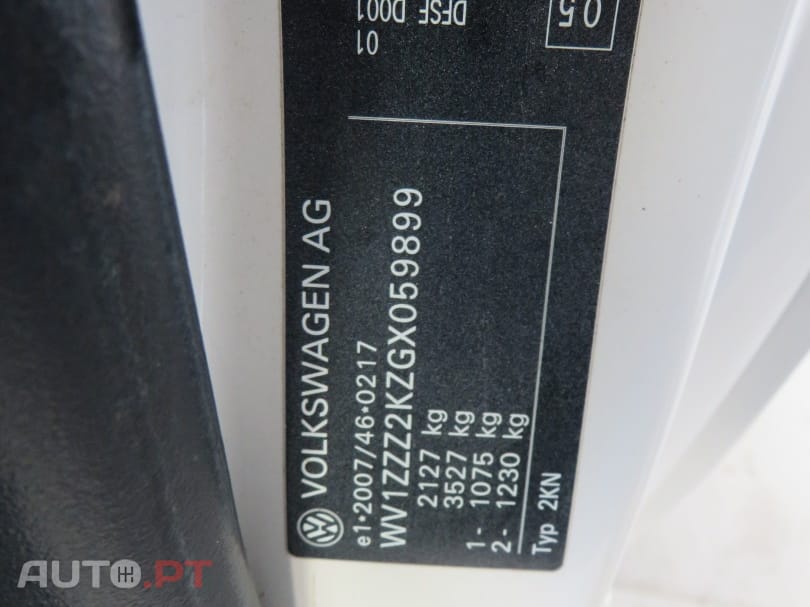 VOLKSWAGEN AG
e1*2007/46*0217
WV1ZZZ2KZGX059899
2127 kg
3527 kg
1- 1075 kg
2- 1230 kg
Typ 2KN
01
DFSF D001
05
AUTO.PT